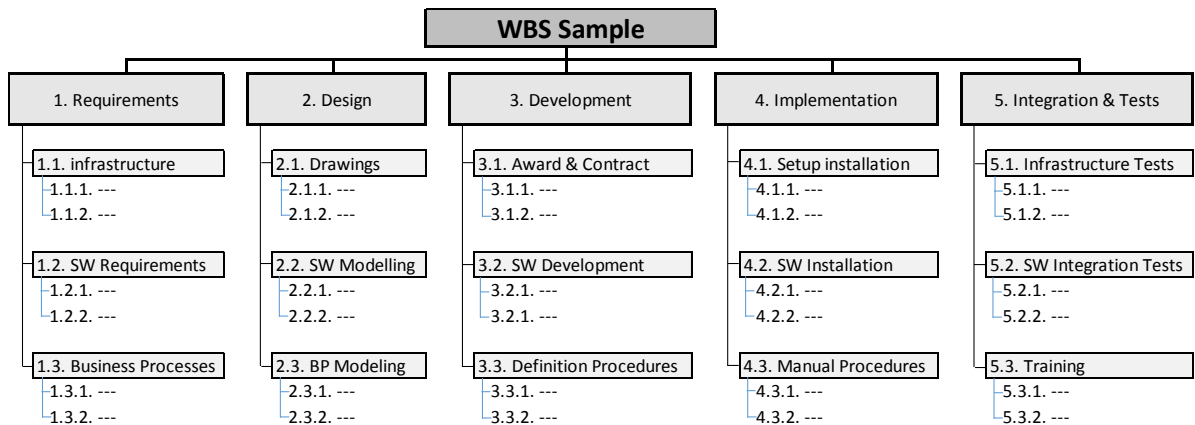 WBS Sample
1. Requirements
1.1. infrastructure
1.1.1. ---
1.1.2. ---
1.2. SW Requirements
1.2.1. ---
1.2.2. ---
1.3. Business Processes
1.3.1. ---
1.3.2. ---
2. Design
2.1. Drawings
2.1.1. ---
2.1.2. ---
2.2. SW Modelling
2.2.1. ---
2.2.2. ---
2.3. BP Modeling
2.3.1. ---
2.3.2. ---
3. Development
3.1. Award & Contract
3.1.1. ---
3.1.2. ---
3.2. SW Development
3.2.1. ---
3.2.1. ---
3.3. Definition Procedures
3.3.1. ---
3.3.2. ---
4. Implementation
4.1. Setup installation
4.1.1. ---
4.1.2. ---
4.2. SW Installation
4.2.1. ---
4.2.2. ---
4.3. Manual Procedures
4.3.1. ---
4.3.2. ---
5. Integration & Tests
5.1. Infrastructure Tests
5.1.1. ---
5.1.2. ---
5.2. SW Integration Tests
5.2.1. ---
5.2.2. ---
5.3. Training
5.3.1. ---
5.3.2. ---